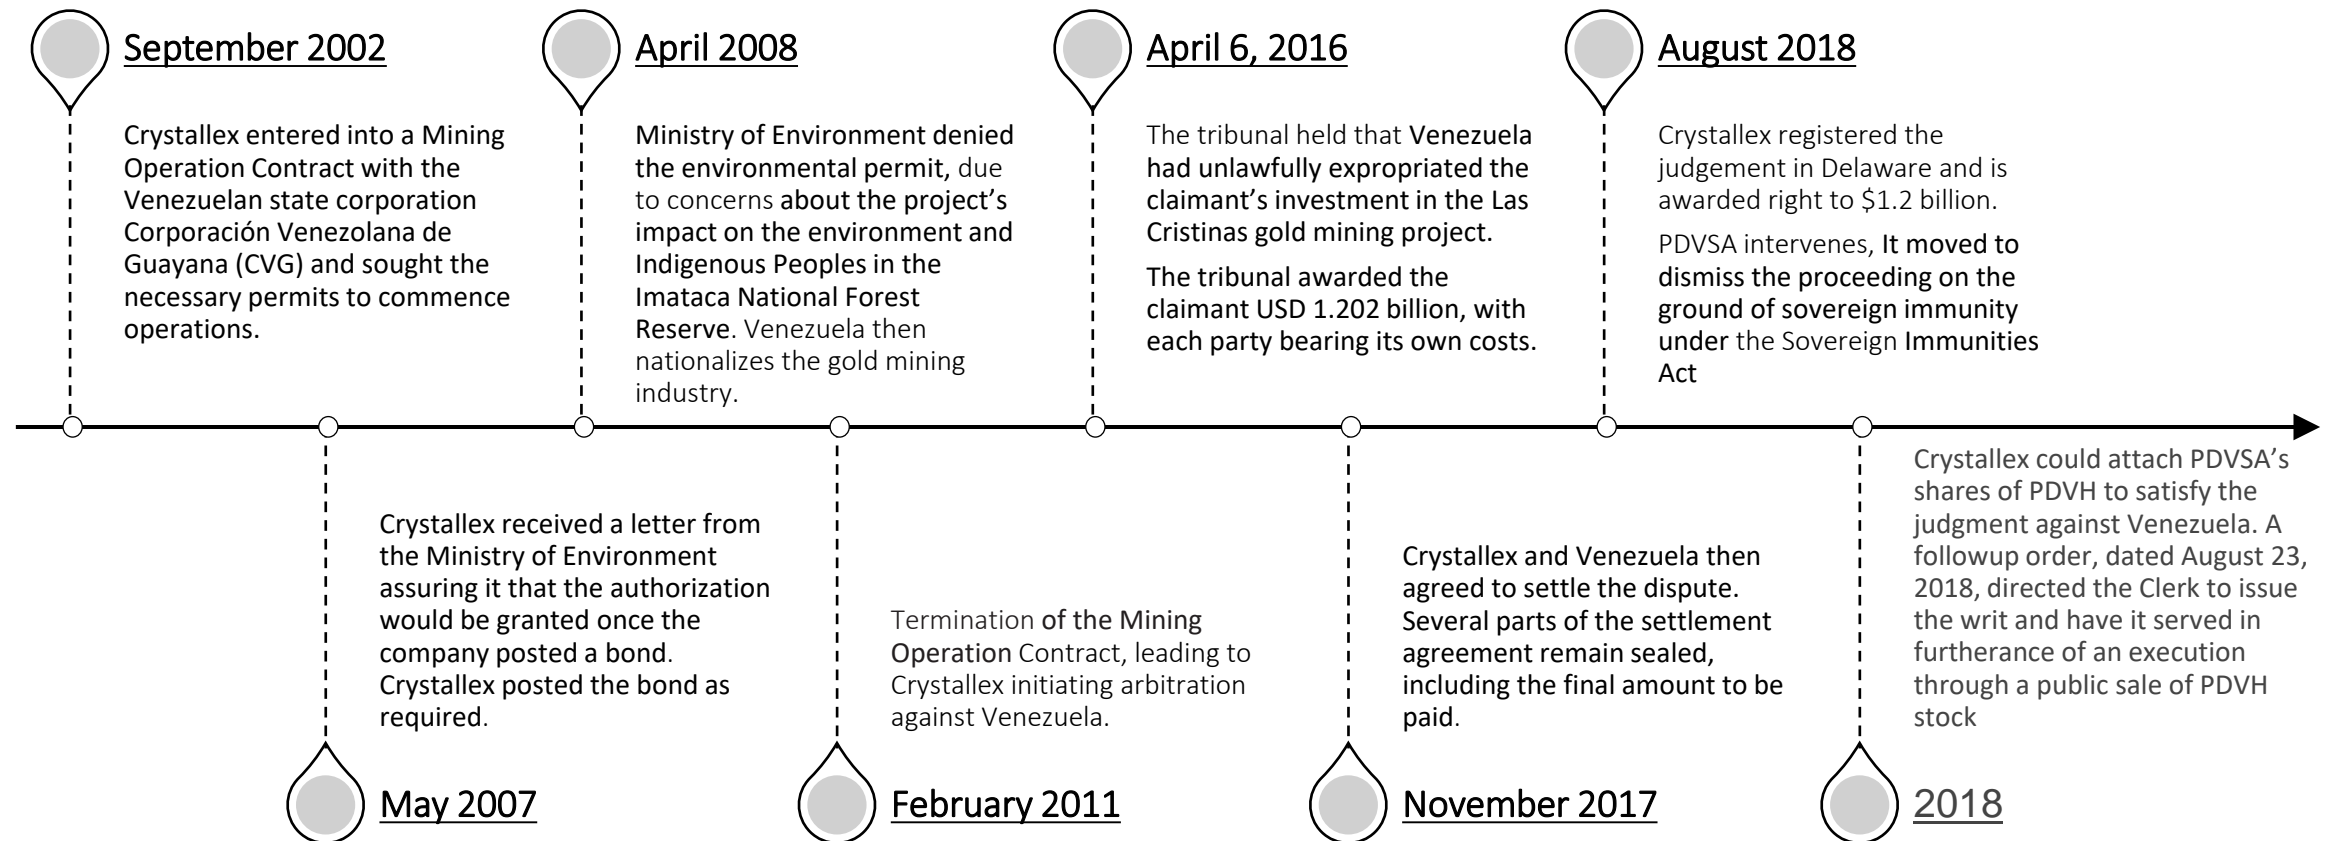 September 2002
Crystallex entered into a Mining
Operation Contract with the
Venezuelan state corporation
Corporación Venezolana de
Guayana (CVG) and sought the
necessary permits to commence
operations.
May 2007
Crystallex received a letter from
the Ministry of Environment
assuring it that the authorization
would be granted once the
company posted a bond.
Crystallex posted the bond as
required.
April 2008
Ministry of Environment denied
the environmental permit, due
to concerns about the project's
impact on the environment and
Indigenous Peoples in the
Imataca National Forest
Reserve. Venezuela then
nationalizes the gold mining
industry.
February 2011
Termination of the Mining
Operation Contract, leading to
Crystallex initiating arbitration
against Venezuela.
April 6, 2016
The tribunal held that Venezuela
had unlawfully expropriated the
claimant's investment in the Las
Cristinas gold mining project.
The tribunal awarded the
claimant USD 1.202 billion, with
each party bearing its own costs.
November 2017
Crystallex and Venezuela then
agreed to settle the dispute.
Several parts of the settlement
agreement remain sealed,
including the final amount to be
paid.
August 2018
Crystallex registered the
judgement in Delaware and is
awarded right to $1.2 billion.
PDVSA intervenes, It moved to
dismiss the proceeding on the
ground of sovereign immunity
under the Sovereign Immunities
Act
2018
Crystallex could attach PDVSA's
shares of PDVH to satisfy the
judgment against Venezuela. A
followup order, dated August 23,
2018, directed the Clerk to issue
the writ and have it served in
furtherance of an execution
through a public sale of PDVH
stock